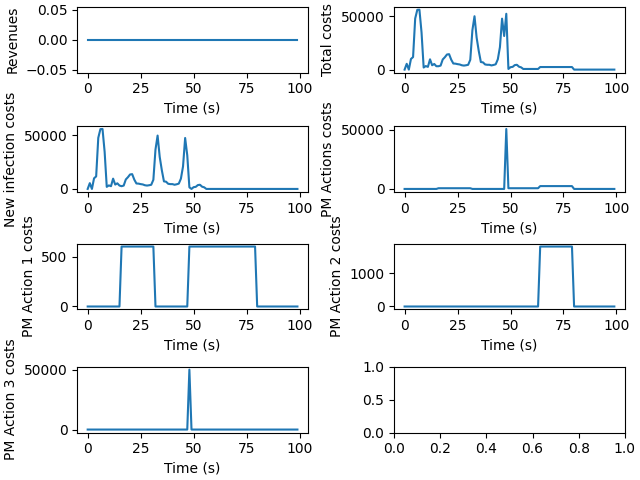 Revenues
0.05
0.00
−0.05
0 25 50 75 100
Time (s)
Total costs
50000
0
0 25 50 75 100
Time (s)
New infection costs
50000
0
0 25 50 75 100
Time (s)
PM Actions costs
50000
0
0 25 50 75 100
Time (s)
PM Action 1 costs
500
0
0 25 50 75 100
Time (s)
PM Action 2 costs
1000
0
0 25 50 75 100
Time (s)
PM Action 3 costs
50000
0
0 25 50 75 100
Time (s)
1.0
0.5
0.0
0.0 0.2 0.4 0.6 0.8 1.0